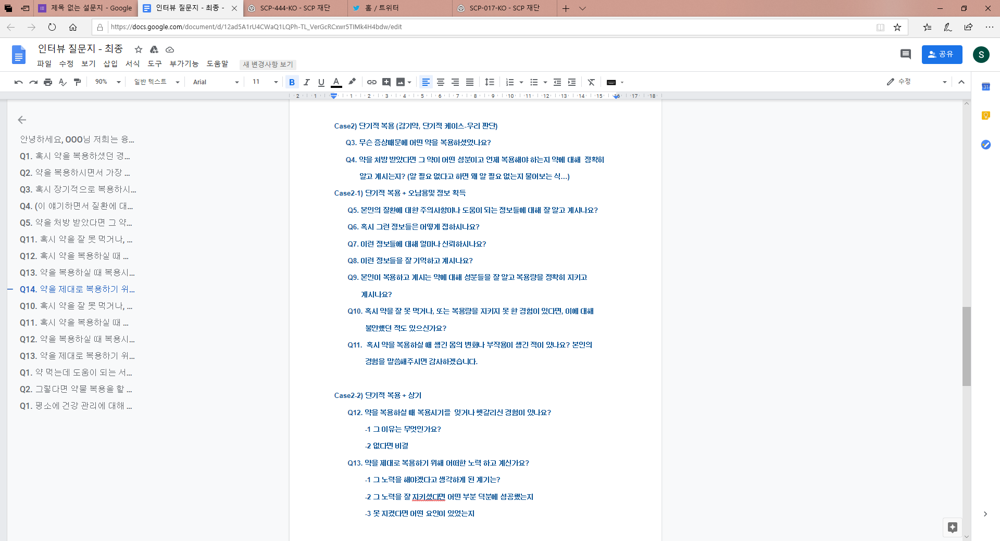 제목 없는 설문지 - Google
인터뷰 질문지 - 최종 -
SCP-444-KO - SCP 재단
홈 / 트위터
SCP-017-KO - SCP 재단
https://docs.google.com/document/d/12ad5A1rU4CWaQ1LQPh-TL_VerGcRCxwr5TIMk4H4bdw/edit
인터뷰 질문지 - 최종
파일 수정 보기 삽입 서식 도구 부가기능 도움말 새 변경사항 보기
공유
S
90% 일반 텍스트 Arial 11 B I U A 수정
2 1 1 2 3 4 5 6 7 8 9 10 11 12 13 14 15 16 17 18
31
안녕하세요, OOO님 저희는 융...
Q1. 혹시 약을 복용하셨던 경...
Q2. 약을 복용하시면서 가장 ...
Q3. 혹시 장기적으로 복용하시...
Q4. (이 얘기하면서 질환에 대...
Q5. 약을 처방 받았다면 그 약...
Q11. 혹시 약을 잘 못 먹거나, ...
Q12. 혹시 약을 복용하실 때 ...
Q13. 약을 복용하실 때 복용시...
Q14. 약을 제대로 복용하기 위...
Q10. 혹시 약을 잘 못 먹거나, ...
Q11. 혹시 약을 복용하실 때 ...
Q12. 약을 복용하실 때 복용시...
Q13. 약을 제대로 복용하기 위...
Q1. 약 먹는데 도움이 되는 서...
Q2. 그렇다면 약물 복용을 할 ...
Q1. 평소에 건강 관리에 대해 ...
Case2) 단기적 복용 (감기약, 단기적 케이스-우리 판단)
Q3. 무슨 증상때문에 어떤 약을 복용하셨었나요?
Q4. 약을 처방 받았다면 그 약이 어떤 성분이고 언제 복용해야 하는지 약에 대해 정확히
알고 계시는지? (알 필요 없다고 하면 왜 알 필요 없는지 물어보는 식...)
Case2-1) 단기적 복용 + 오남용및 정보 획득
Q5. 본인의 질환에 대한 주의사항이나 도움이 되는 정보들에 대해 잘 알고 계시나요?
Q6. 혹시 그런 정보들은 어떻게 접하시나요?
Q7. 이런 정보들에 대해 얼마나 신뢰하시나요?
Q8. 이런 정보들을 잘 기억하고 계시나요?
Q9. 본인이 복용하고 계시는 약에 대해 성분들을 잘 알고 복용량을 정확히 지키고
계시나요?
Q10. 혹시 약을 잘 못 먹거나, 또는 복용량을 지키지 못 한 경험이 있다면, 이에 대해
불안했던 적도 있으신가요?
Q11. 혹시 약을 복용하실 때 생긴 몸의 변화나 부작용이 생긴 적이 있나요? 본인의
경험을 말씀해주시면 감사하겠습니다.
Case2-2) 단기적 복용 + 상기
Q12. 약을 복용하실 때 복용시기를 잊거나 헷갈리신 경험이 있나요?
-1 그 이유는 무엇인가요?
-2 없다면 비결
Q13. 약을 제대로 복용하기 위해 어떠한 노력 하고 계신가요?
-1 그 노력을 해야겠다고 생각하게 된 계기는?
-2 그 노력을 잘 지키셨다면 어떤 부분 덕분에 성공했는지
-3 못 지켰다면 어떤 요인이 있었는지